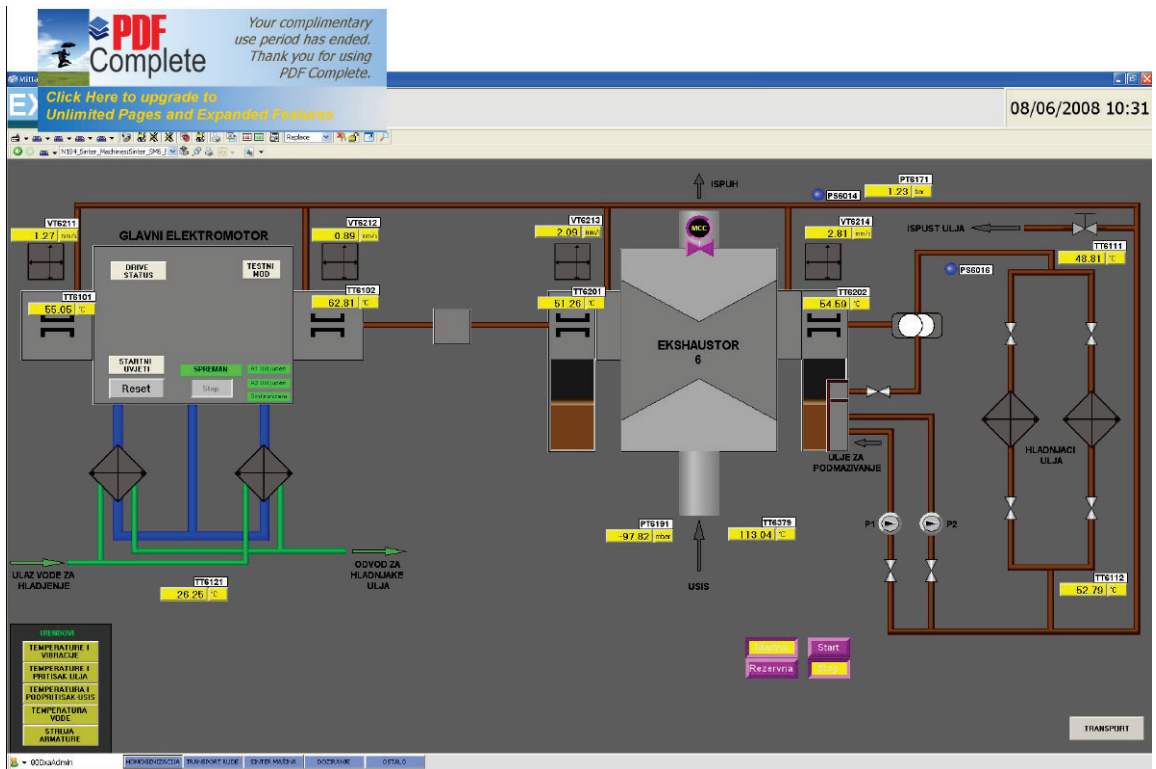 Your complimentary
use period has ended.
Thank you for using
PDF Complete.
PDF
Complete
Click Here to upgrade to
Unlimited Pages and Expanded Features
Mitta
EX
08/06/2008 10:31
Replace
ISPUH
PS6014
PT6171
1.23 bar
VT6211
1.27 mm/s
GLAVNI ELEKTROMOTOR
VT6212
0.89 mm/s
VT6213
2.09 mm/s
MCC
VT6214
2.81 mm/s
ISPUST ULJA
TT6111
48.81 °C
DRIVE
STATUS
TESTNI
MOD
PS6016
TT6101
55.05 °C
TT6102
62.81 °C
TT6201
51.26 °C
TT6202
54.59 °C
EKSHAUSTOR
6
STARTNI
UVJETI
Reset
SPREMAN
Stop
HLADNJACI
ULJA
ULJE ZA
PODMAZIVANJE
P1
P2
PT6191
-97.82 mbar
TT6379
113.04 °C
USIS
ULAZ VODE ZA
HLADJENJE
ODVOD ZA
HLADNJAKE
ULJA
TT6121
26.25 °C
TT6112
52.79 °C
TRENDOVI
TEMPERATURE I
VIBRACIJE
TEMPERATURE I
PRITISAK ULJA
TEMPERATURA I
PODPRITISAK-USIS
TEMPERATURA
VODE
STRUJA
ARMATURE
Start
Rezervna
Stop
TRANSPORT
800xaAdmin
HOMOGENIZACIJA
TRANSPORT RUDE
SINTER MAŠINA
DOZIRANJE
OSTALO